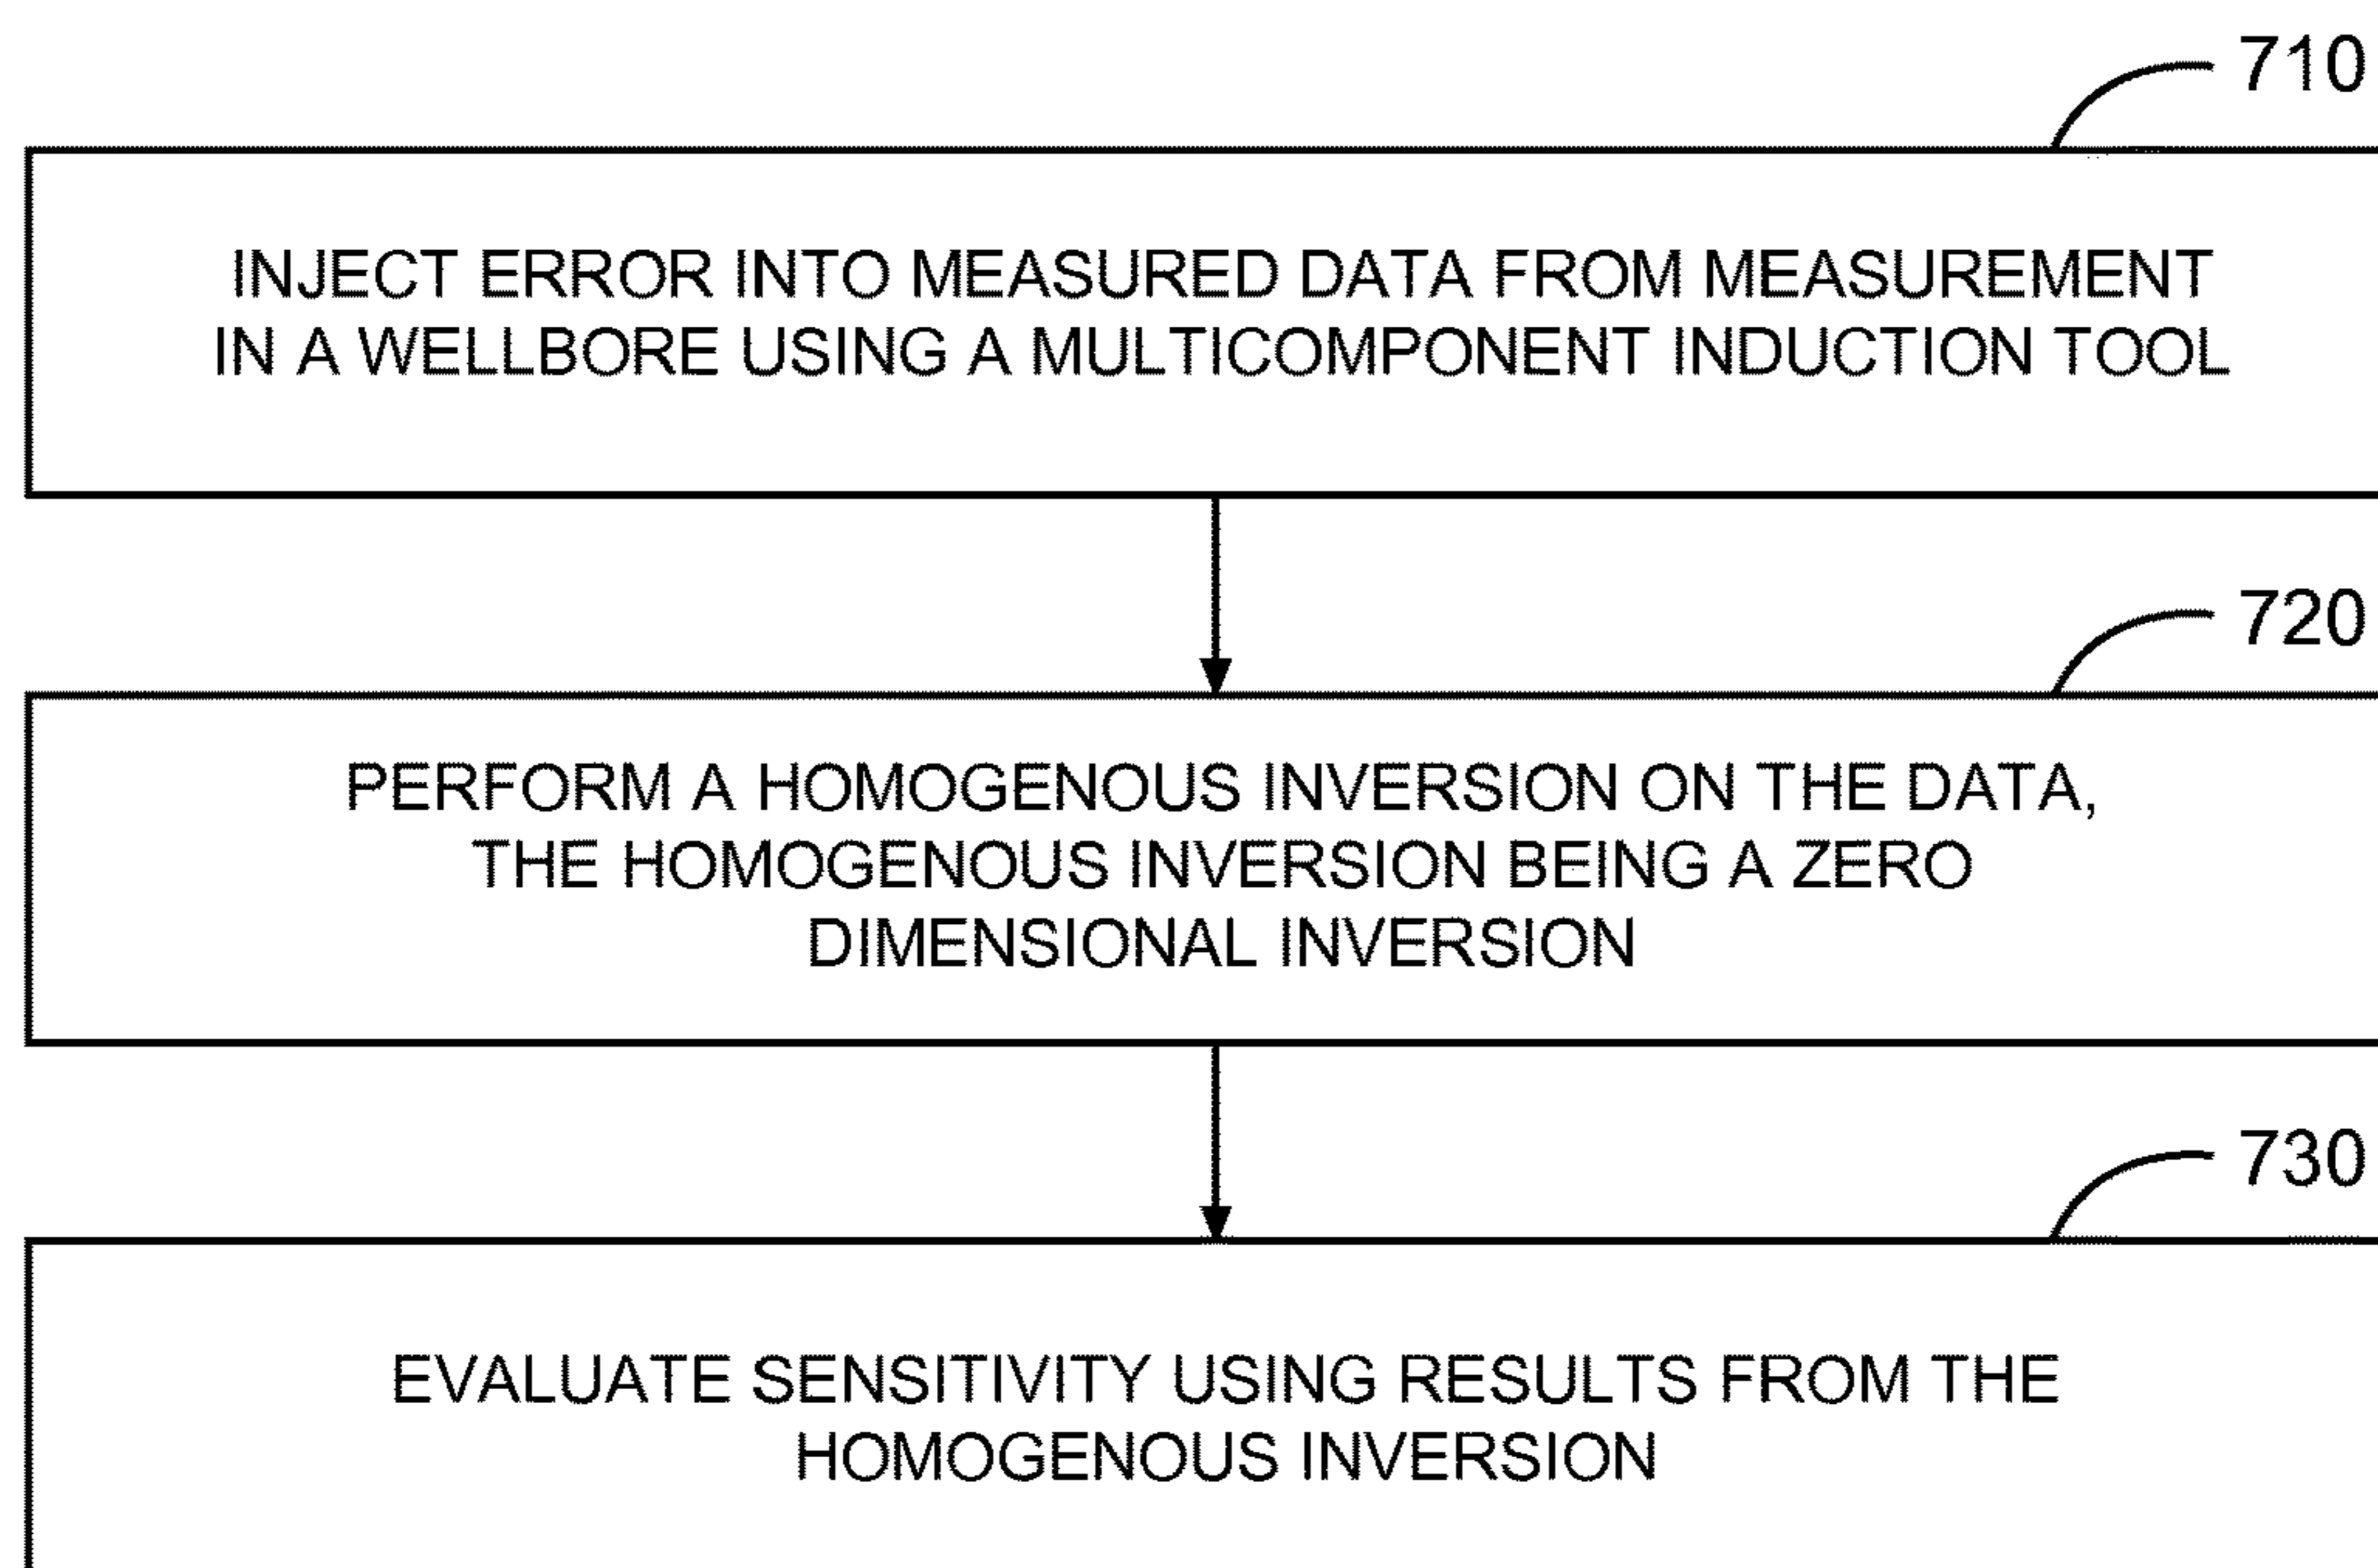 710
INJECT ERROR INTO MEASURED DATA FROM MEASUREMENT
IN A WELLBORE USING A MULTICOMPONENT INDUCTION TOOL
720
PERFORM A HOMOGENOUS INVERSION ON THE DATA,
THE HOMOGENOUS INVERSION BEING A ZERO
DIMENSIONAL INVERSION
730
EVALUATE SENSITIVITY USING RESULTS FROM THE
HOMOGENOUS INVERSION